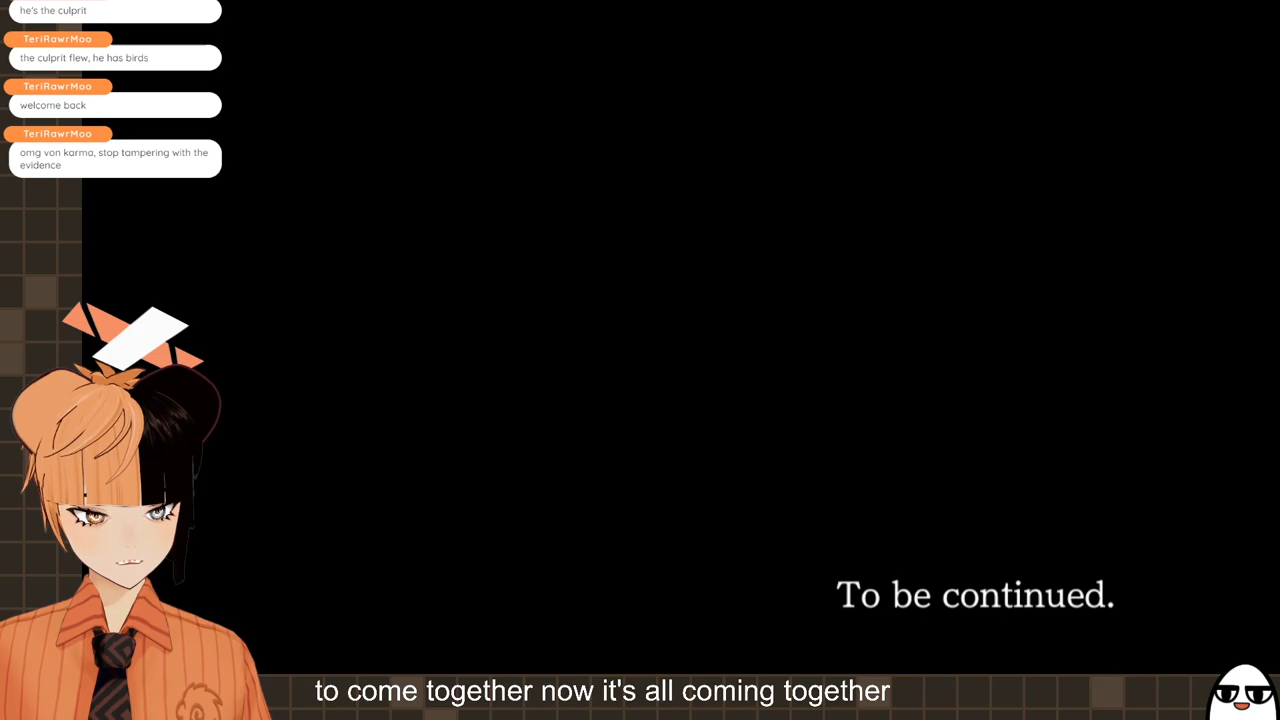 he's the culprit
TeriRawrMoo
the culprit flew, he has birds
TeriRawrMoo
welcome back
TeriRawrMoo
omg von karma, stop tampering with the
evidence
To be continued.
to come together now it's all coming together